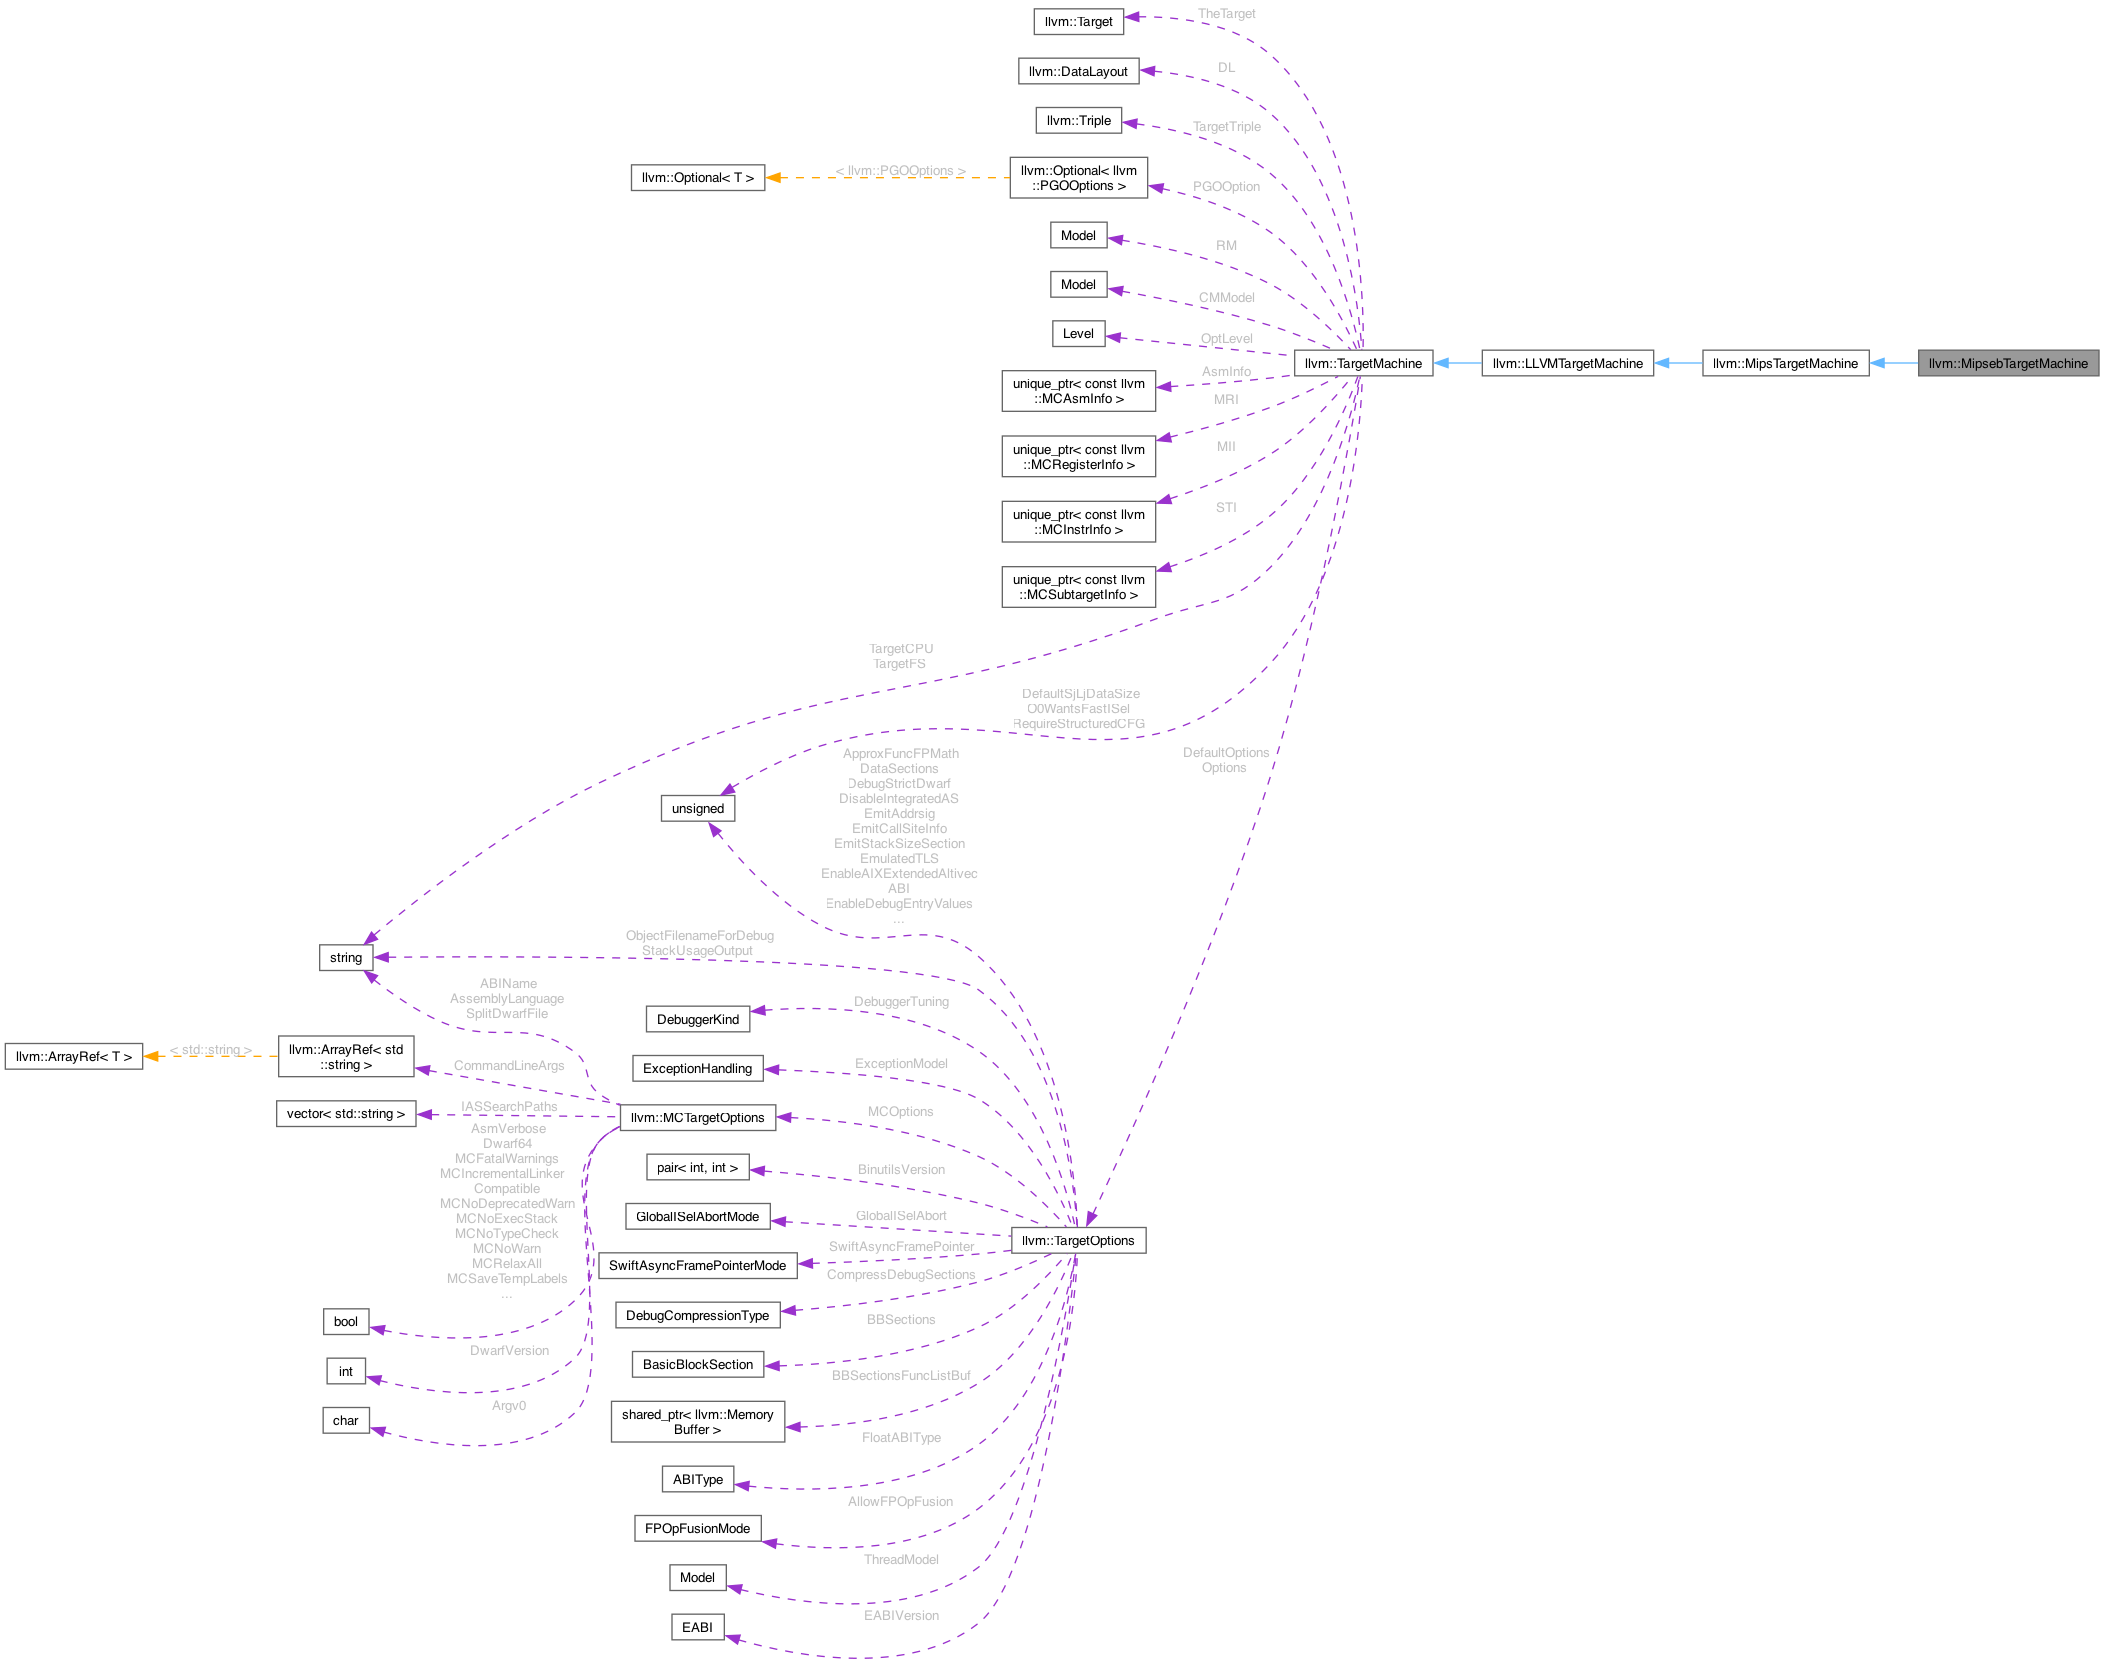 TheTarget
llvm::Target
DL
llvm::DataLayout
TargetTriple
llvm::Triple
llvm::Optional< T >
< llvm::PGOOptions >
llvm::Optional< llvm
::PGOOptions >
PGOOption
Model
RM
Model
CMModel
Level
OptLevel
llvm::TargetMachine
llvm::LLVMTargetMachine
llvm::MipsTargetMachine
llvm::MipsebTargetMachine
unique_ptr< const llvm
::MCAsmInfo >
AsmInfo
MRI
unique_ptr< const llvm
::MCRegisterInfo >
MII
unique_ptr< const llvm
::MCInstrInfo >
STI
unique_ptr< const llvm
::MCSubtargetInfo >
TargetCPU
TargetFS
DefaultSjLjDataSize
O0WantsFastISel
RequireStructuredCFG
DefaultOptions
Options
unsigned
ApproxFuncFPMath
DataSections
DebugStrictDwarf
DisableIntegratedAS
EmitAddrsig
EmitCallSiteInfo
EmitStackSizeSection
EmulatedTLS
EnableAIXExtendedAltivec
ABI
EnableDebugEntryValues
...
string
ObjectFilenameForDebug
StackUsageOutput
ABIName
AssemblyLanguage
SplitDwarfFile
DebuggerKind
DebuggerTuning
llvm::ArrayRef< T >
< std::string >
llvm::ArrayRef< std
::string >
CommandLineArgs
ExceptionHandling
ExceptionModel
vector< std::string >
IASSearchPaths
llvm::MCTargetOptions
MCOptions
AsmVerbose
Dwarf64
MCFatalWarnings
MCIncrementalLinker
Compatible
MCNoDeprecatedWarn
MCNoExecStack
MCNoTypeCheck
MCNoWarn
MCRelaxAll
MCSaveTempLabels
...
pair< int, int >
BinutilsVersion
GlobalISelAbortMode
GlobalISelAbort
llvm::TargetOptions
SwiftAsyncFramePointerMode
SwiftAsyncFramePointer
CompressDebugSections
DebugCompressionType
bool
BBSections
DwarfVersion
int
BasicBlockSection
BBSectionsFuncListBuf
Argv0
char
shared_ptr< llvm::Memory
Buffer >
FloatABIType
ABIType
AllowFPOpFusion
FPOpFusionMode
ThreadModel
Model
EABIVersion
EABI